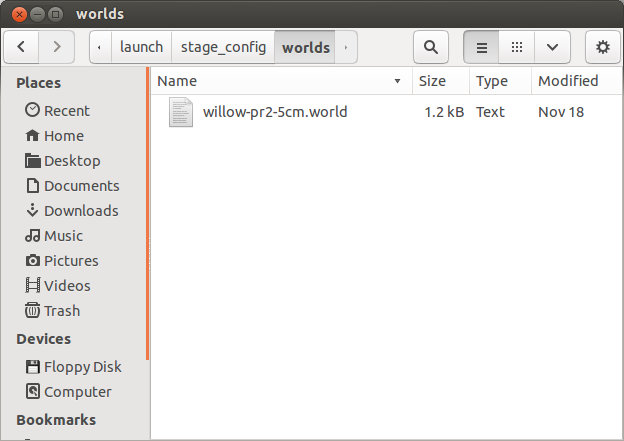 worlds
launch stage_config worlds
Places
Recent
Home
Desktop
Documents
Downloads
Music
Pictures
Videos
Trash
Devices
Floppy Disk
Computer
Bookmarks
Name Size Type Modified
willow-pr2-5cm.world 1.2 kB Text Nov 18